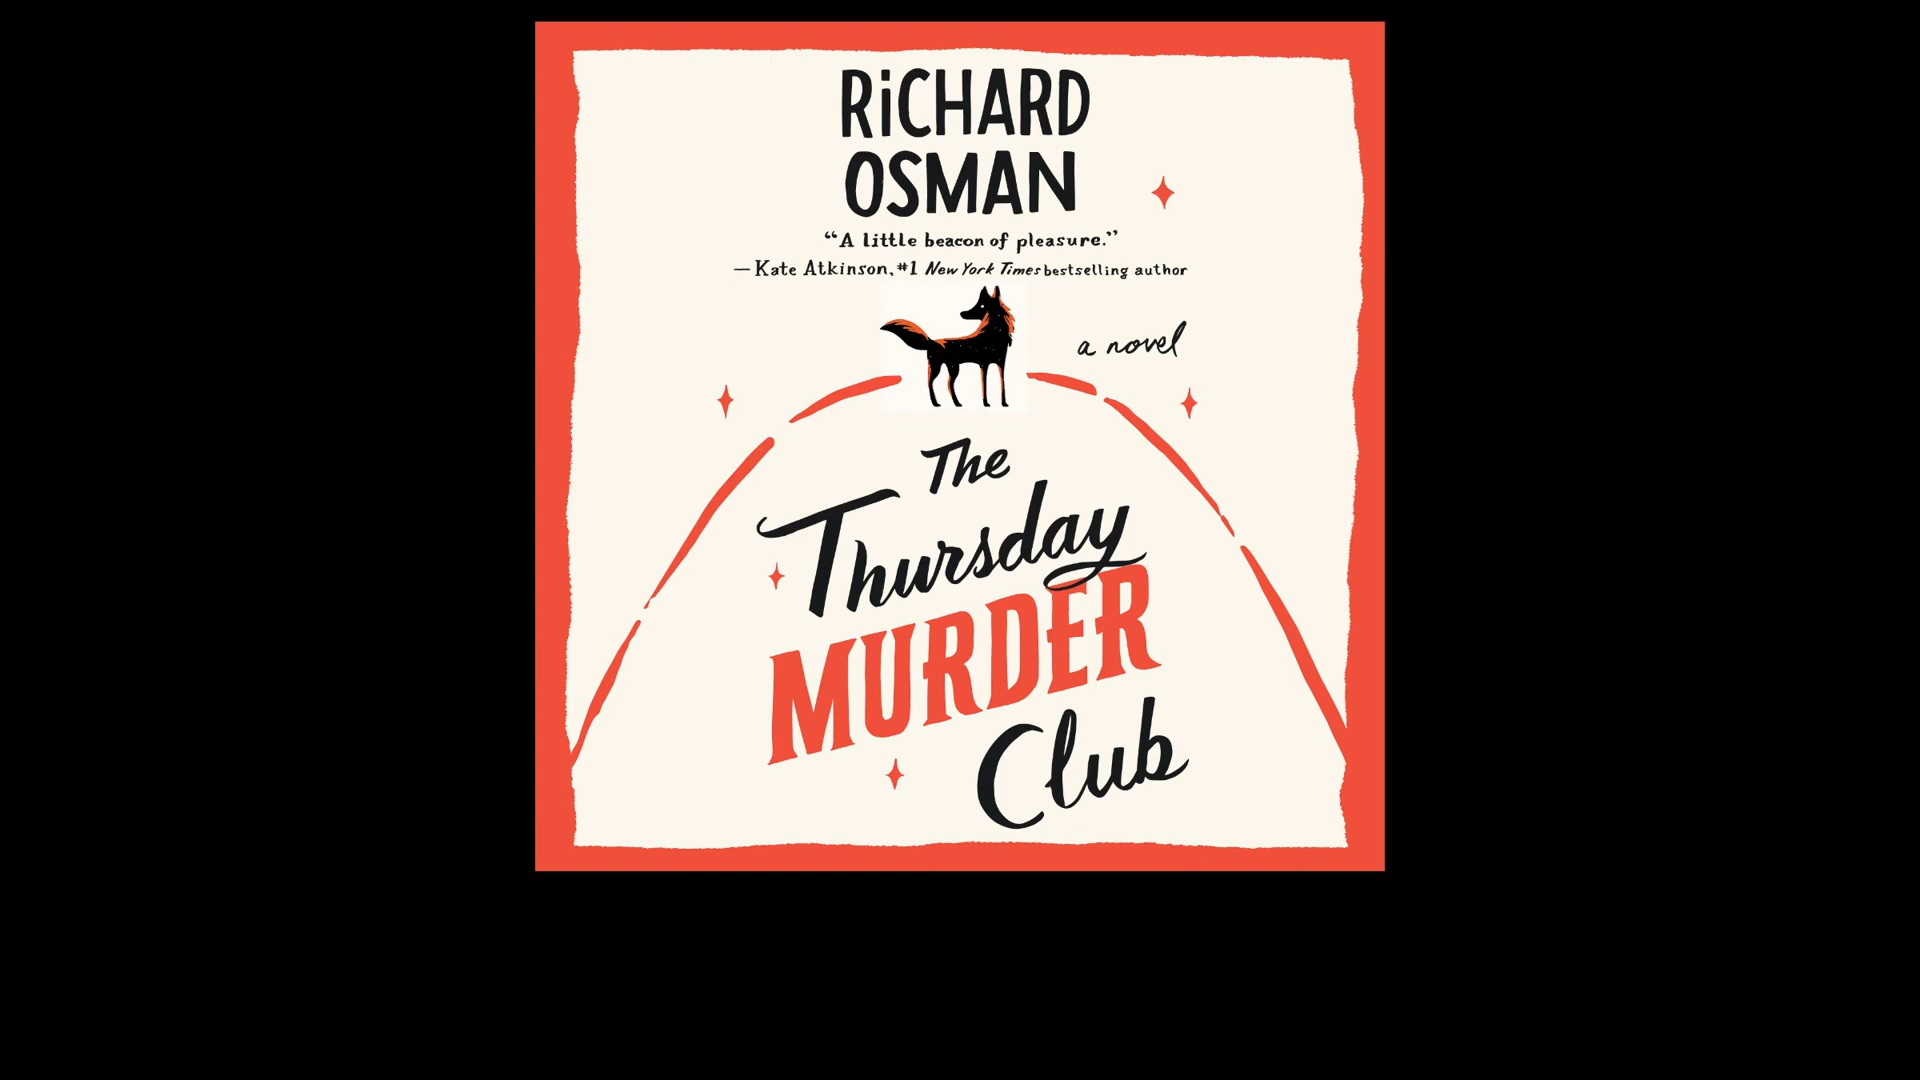 RiCHARD
OSMAN
“A little beacon of pleasure.”
—Kate Atkinson, #1 New York Times bestselling author
a novel
The
Thursday
MURDER
Club